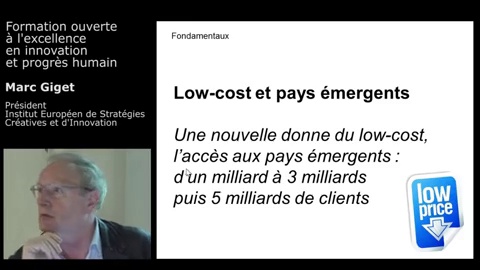 Formation ouverte
à l'excellence
en innovation
et progrès humain
Marc Giget
Président
Institut Européen de Stratégies
Créatives et d'Innovation
Fondamentaux
Low-cost et pays émergents
Une nouvelle donne du low-cost,
l'accès aux pays émergents :
d'un milliard à 3 milliards
puis 5 milliards de clients
low
price